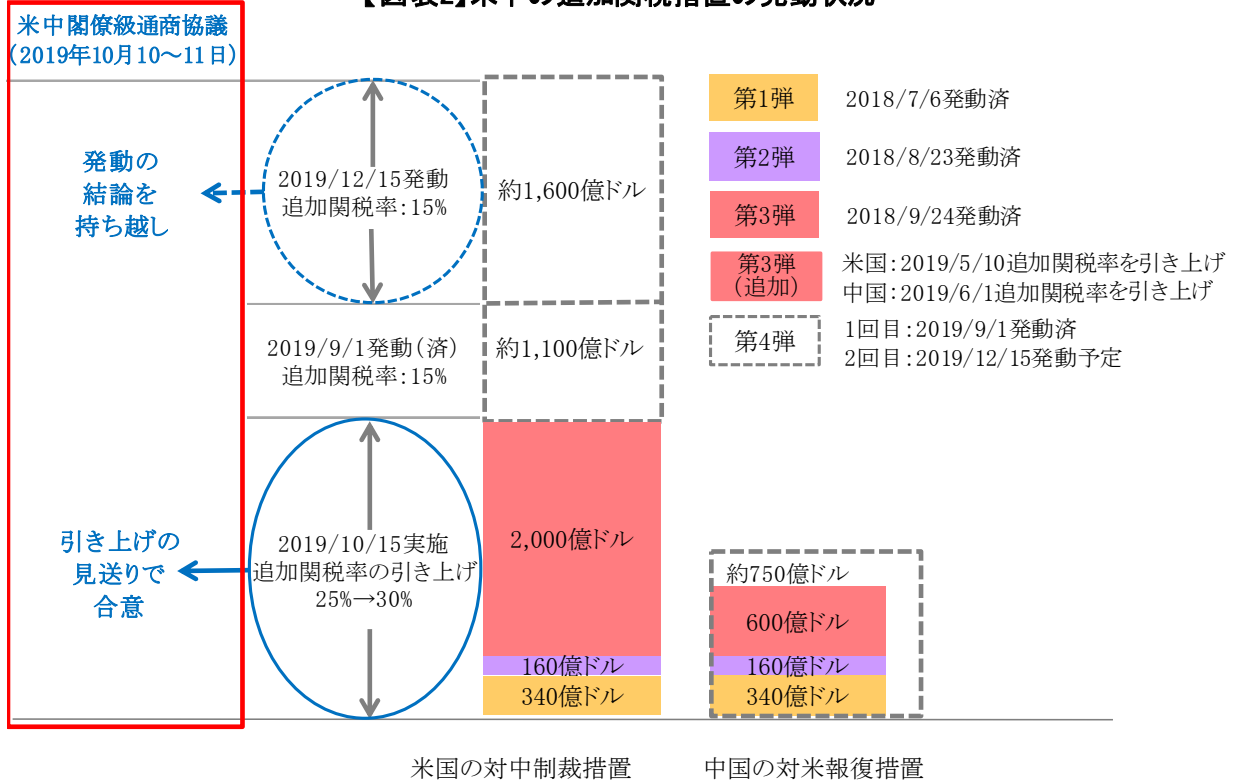 米中閣僚級通商協議
(2019年10月10～11日)
発動の
結論を
持ち越し
2019/12/15発動
追加関税率:15%
約1,600億ドル
2019/9/1発動(済)
追加関税率:15%
約1,100億ドル
引き上げの
見送りで
合意
2019/10/15実施
追加関税率の引き上げ
25%→30%
2,000億ドル
160億ドル
340億ドル
約750億ドル
600億ドル
160億ドル
340億ドル
第1弾 2018/7/6発動済
第2弾 2018/8/23発動済
第3弾 2018/9/24発動済
第3弾
(追加)
米国:2019/5/10追加関税率を引き上げ
中国:2019/6/1追加関税率を引き上げ
第4弾
1回目:2019/9/1発動済
2回目:2019/12/15発動予定
米国の対中制裁措置 中国の対米報復措置